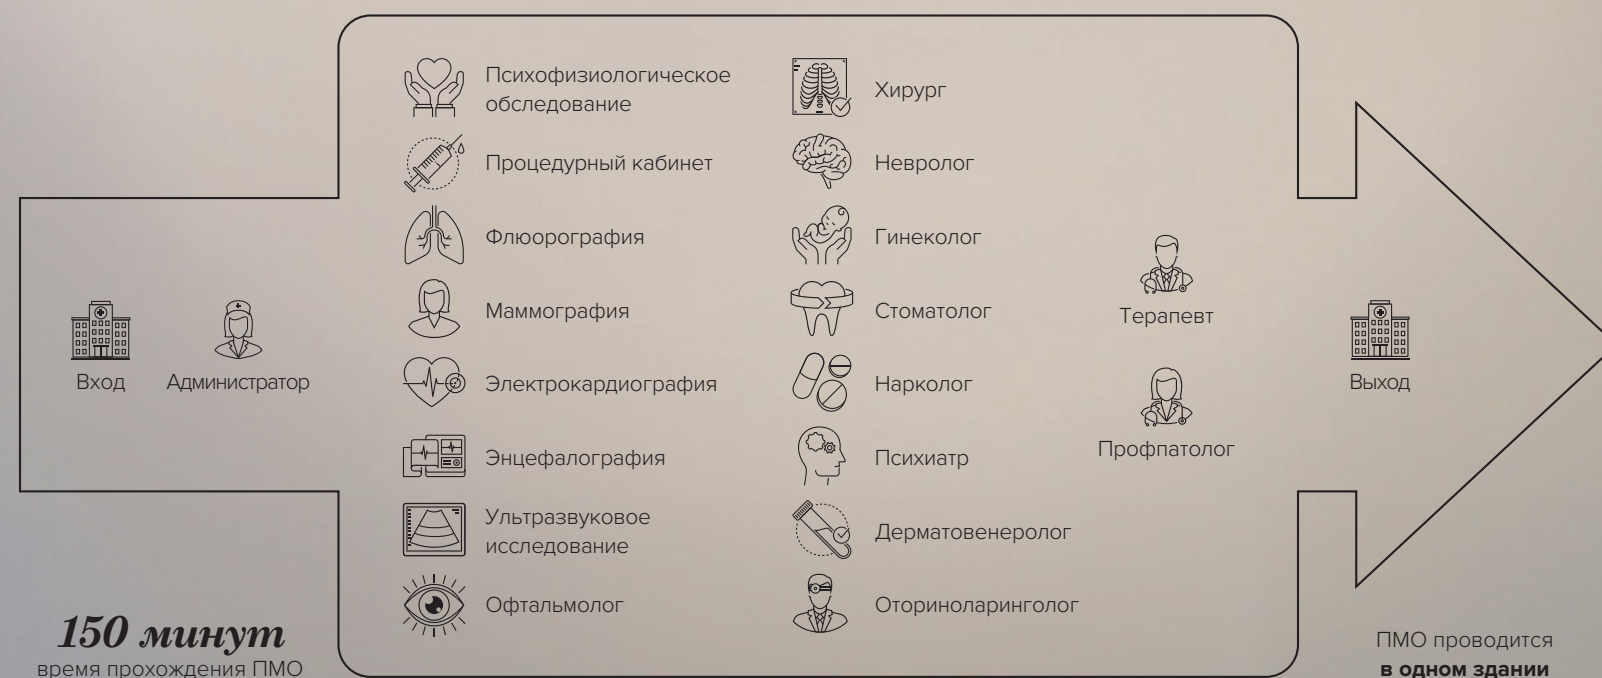 Вход
Администратор
Психофизиологическое
обследование
Процедурный кабинет
Флюорография
Маммография
Электрокардиография
Энцефалография
Ультразвуковое
исследование
Офтальмолог
Хирург
Невролог
Гинеколог
Стоматолог
Нарколог
Психиатр
Дерматовенеролог
Оториноларинголог
Терапевт
Профпатолог
Выход
150 минут
время прохождения ПМО
ПМО проводится
в одном здании